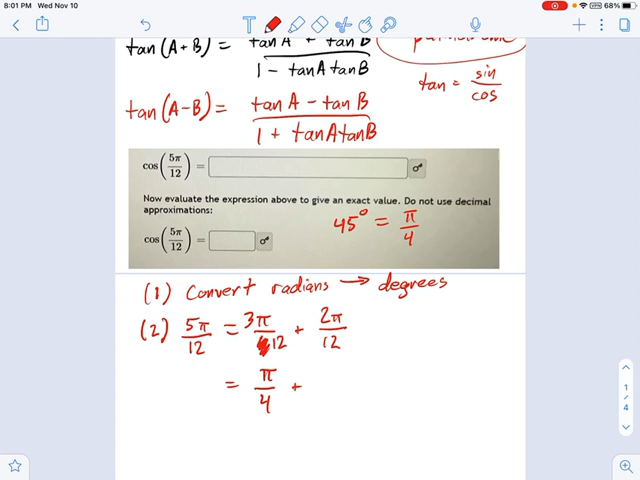 8:01 PM Wed Nov 10
68%
tan(A+B) = tan A + tan B / 1 - tanA tanB
tan = sin / cos
tan(A-B) = tan A - tan B / 1 + tanA tanB
cos(5π/12) =
Now evaluate the expression above to give an exact value. Do not use decimal
approximations:
45° = π/4
cos(5π/12) =
(1) Convert radians → degrees
(2) 5π/12 = 3π/12 + 2π/12
= π/4 +
1/4